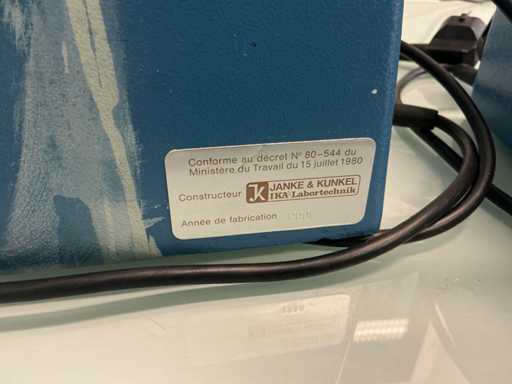 Conforme au décret N° 80-544 du
Ministère du Travail du 15 juillet 1980
Constructeur JK JANKE & KUNKEL
IKA-Labortechnik
Année de fabrication